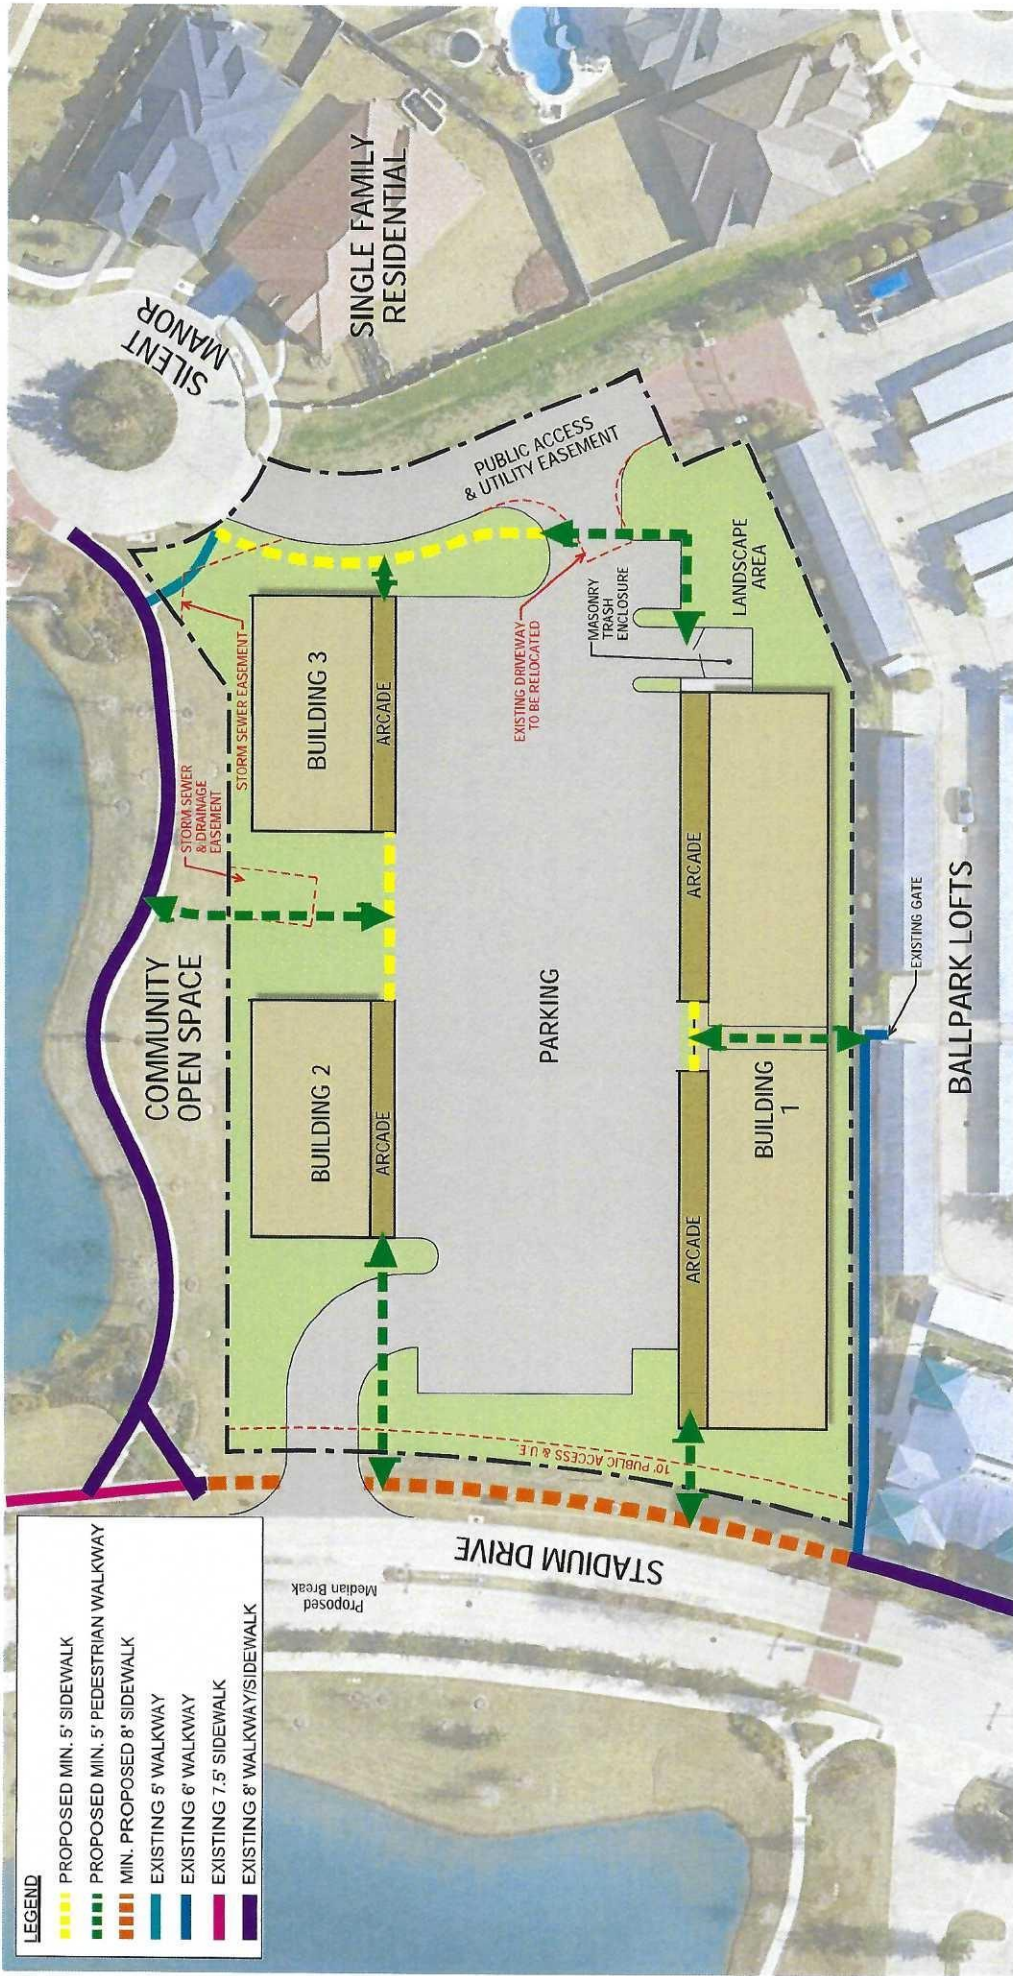 LEGEND
PROPOSED MIN. 5' SIDEWALK
PROPOSED MIN. 5' PEDESTRIAN WALKWAY
MIN. PROPOSED 8' SIDEWALK
EXISTING 5' WALKWAY
EXISTING 6' WALKWAY
EXISTING 7.5' SIDEWALK
EXISTING 8' WALKWAY/SIDEWALK
COMMUNITY
OPEN SPACE
STORM SEWER
& DRAINAGE
EASEMENT
STORM SEWER EASEMENT
SILENT
MANOR
SINGLE FAMILY
RESIDENTIAL
BUILDING 2
ARCADE
BUILDING 3
ARCADE
PUBLIC ACCESS
& UTILITY EASEMENT
Proposed
Median Break
STADIUM DRIVE
10' PUBLIC ACCESS & U.E.
PARKING
EXISTING DRIVEWAY
TO BE RELOCATED
MASONRY
TRASH
ENCLOSURE
LANDSCAPE
AREA
ARCADE
ARCADE
BUILDING
1
EXISTING GATE
BALLPARK LOFTS